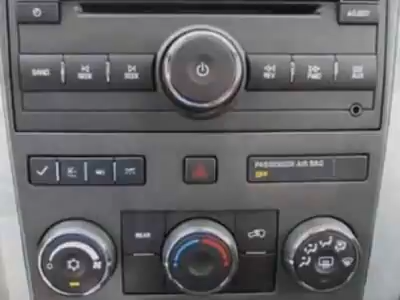 BAND SEEK SEEK REV FWD AUX
PASSENGER AIR BAG
OFF
REAR